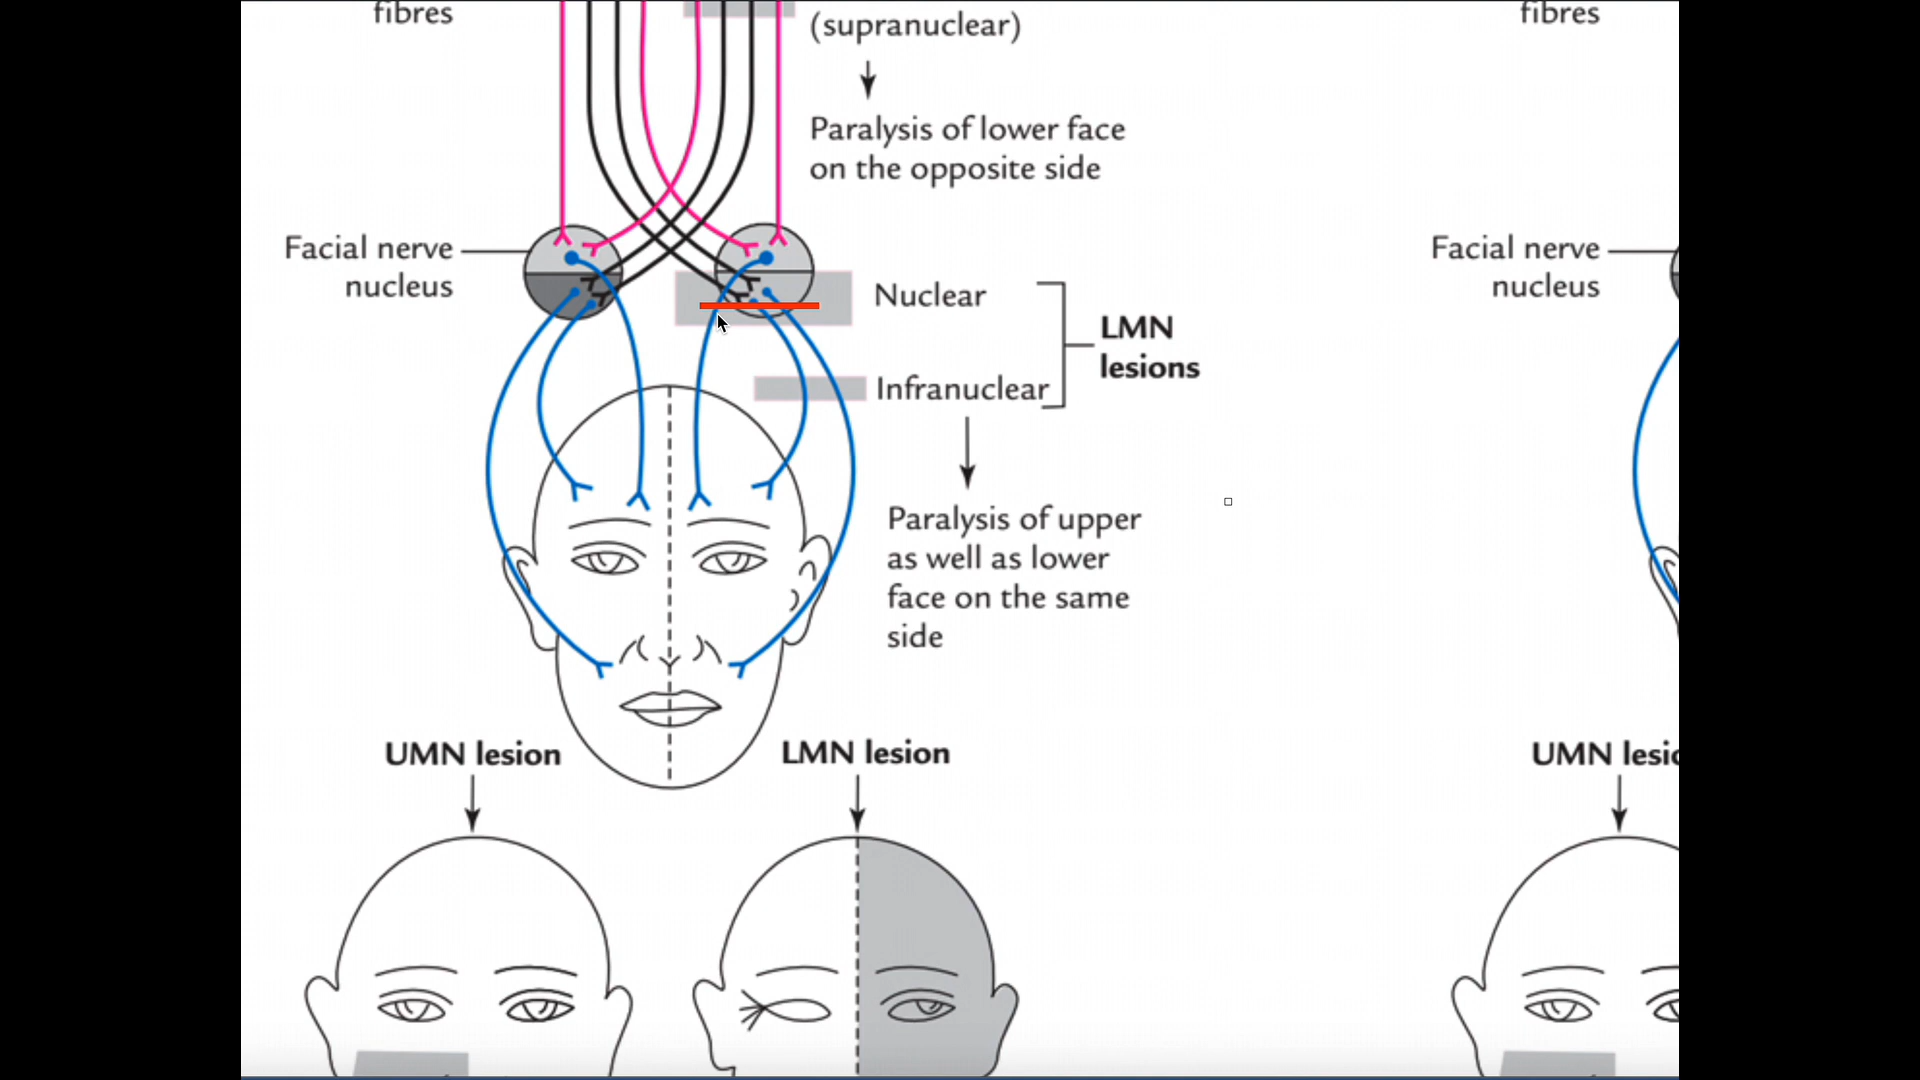 fibres
(supranuclear)
fibres
Paralysis of lower face
on the opposite side
Facial nerve
nucleus
Nuclear
LMN
lesions
Infranuclear
Facial nerve
nucleus
Paralysis of upper
as well as lower
face on the same
side
UMN lesion
LMN lesion